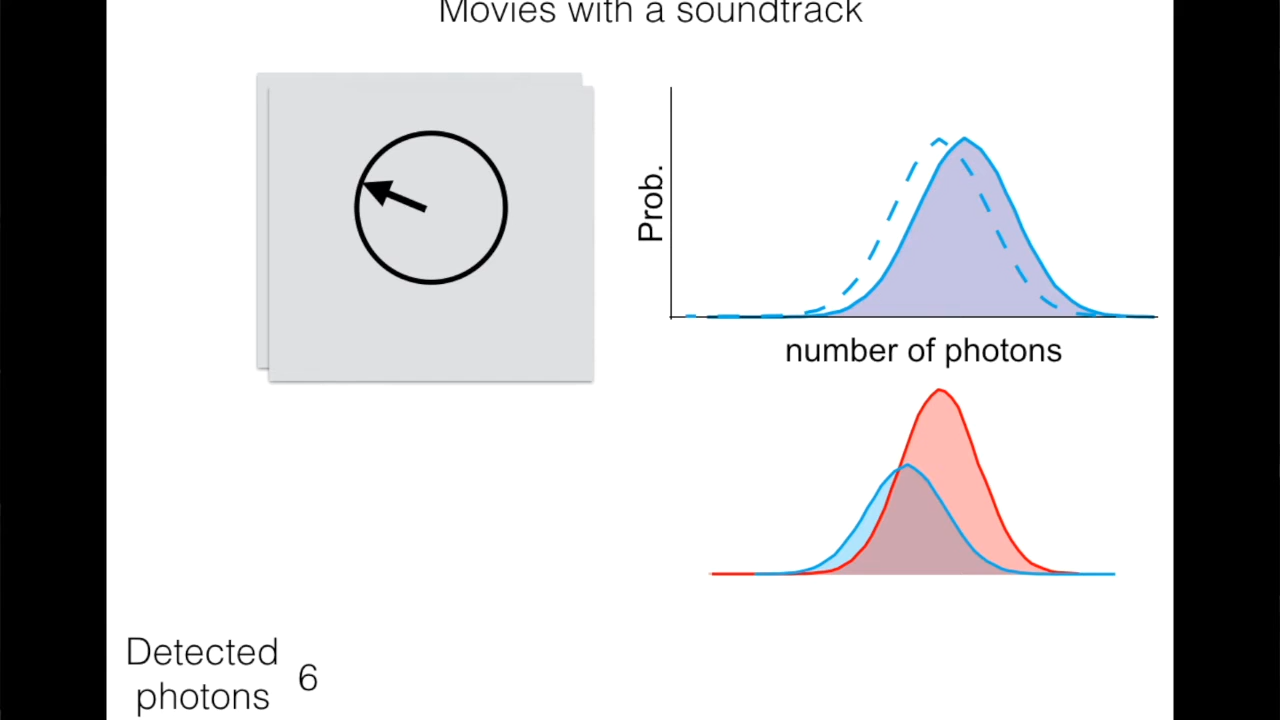 Movies with a soundtrack
Prob.
number of photons
Detected
photons
6